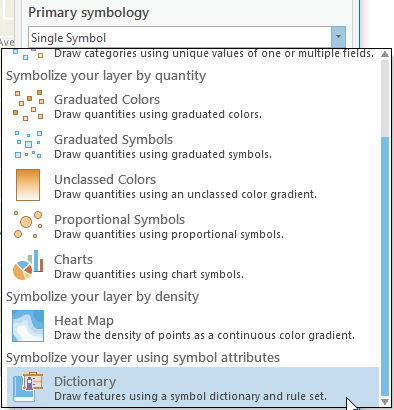 Primary symbology
Single Symbol
Ave
Draw categories using unique values of one or multiple fields.
Symbolize your layer by quantity
Graduated Colors
Draw quantities using graduated colors.
Graduated Symbols
Draw quantities using graduated symbols.
Unclassed Colors
Draw quantities using an unclassed color gradient.
Proportional Symbols
Draw quantities using proportional symbols.
Charts
Draw quantities using chart symbols.
Symbolize your layer by density
Heat Map
Draw the density of points as a continuous color gradient.
Symbolize your layer using symbol attributes
Dictionary
Draw features using a symbol dictionary and rule set.